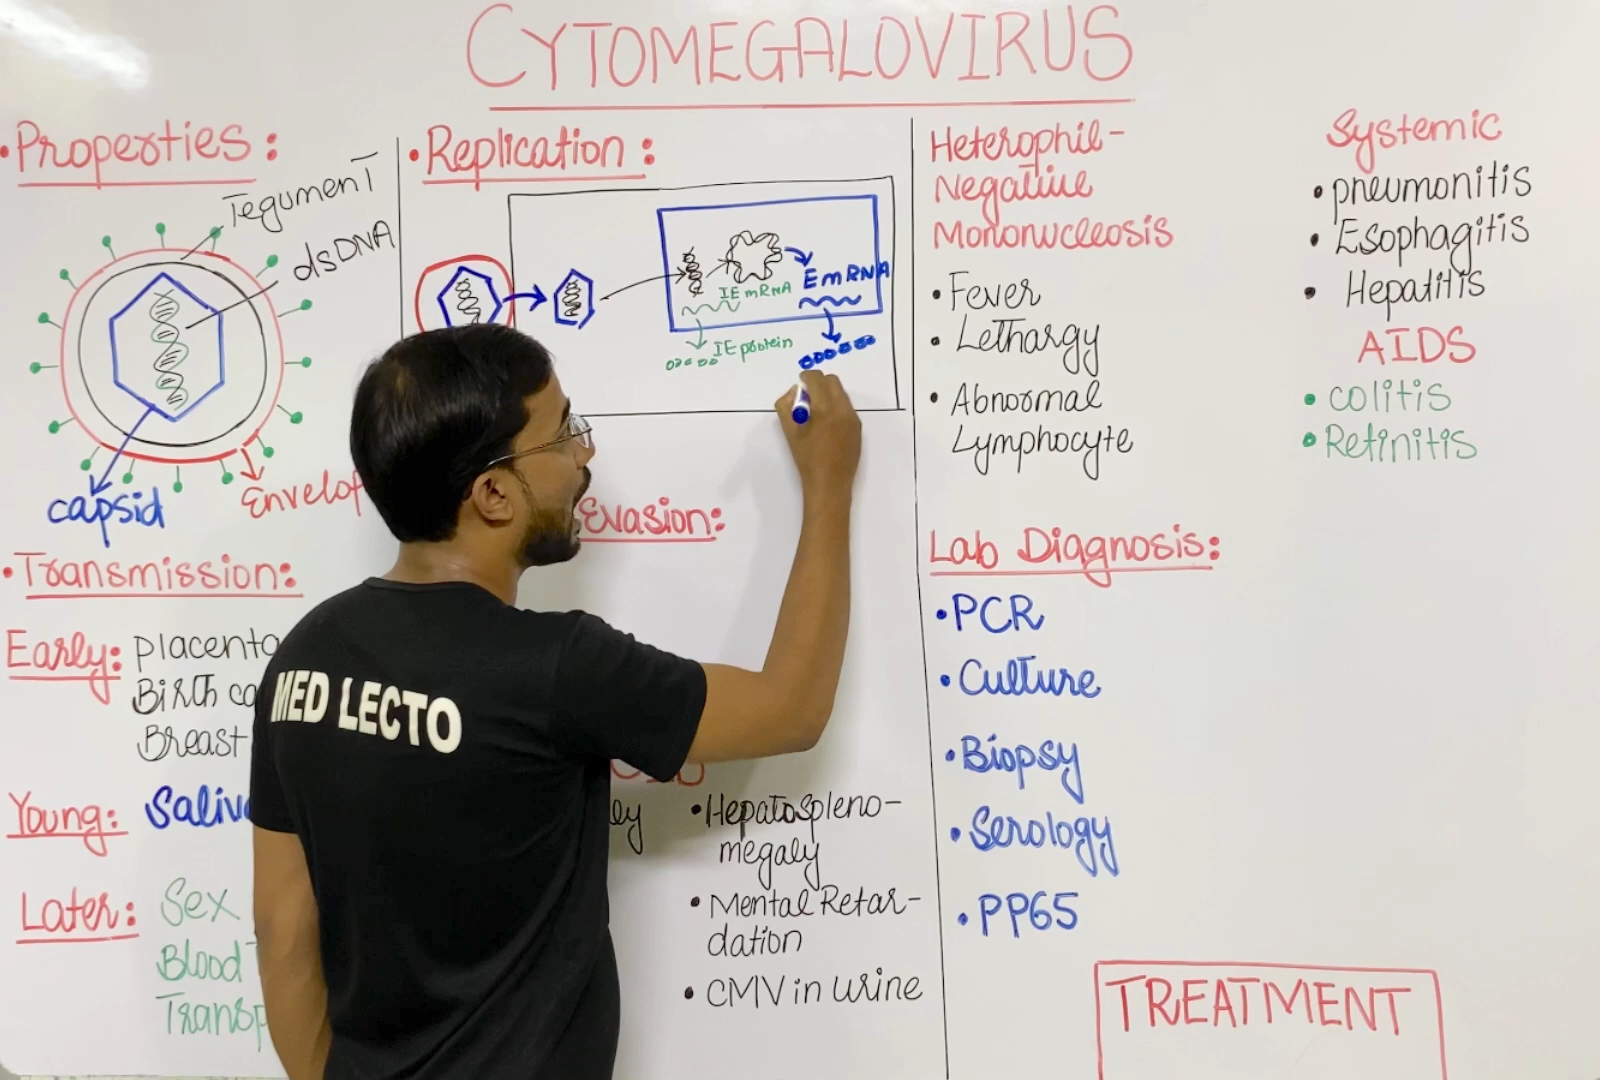 CYTOMEGALOVIRUS
• Properties :
Tegument
dsDNA
capsid
• Transmission:
Early: placenta
Birth
Breast
Young:
Later: Sex
Blood
• Replication :
IE mRNA
E mRNA
IE protein
Evasion:
MED LECTO
• Hepatospleno-
megaly
• Mental Retar-
dation
• CMV in urine
Heterophil-
Negative
Mononucleosis
• Fever
• Lethargy
• Abnormal
Lymphocyte
Lab Diagnosis:
• PCR
• Culture
• Biopsy
• Serology
• PP65
Systemic
• pneumonitis
• Esophagitis
• Hepatitis
AIDS
• colitis
• Retinitis
TREATMENT